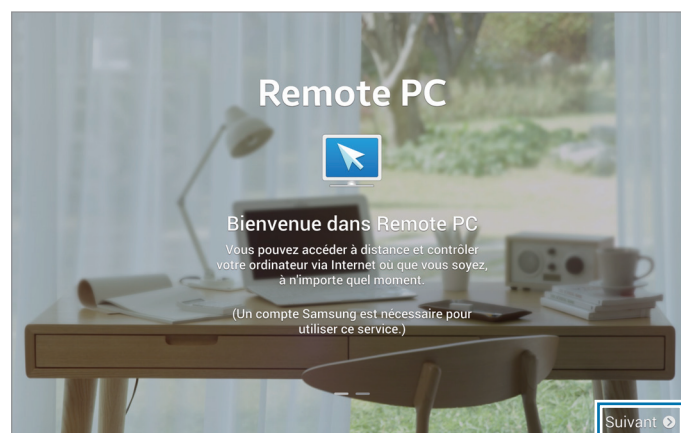 Remote PC
Bienvenue dans Remote PC
Vous pouvez accéder à distance et contrôler
votre ordinateur via Internet où que vous soyez,
à n'importe quel moment.
(Un compte Samsung est nécessaire pour
utiliser ce service.)
Suivant